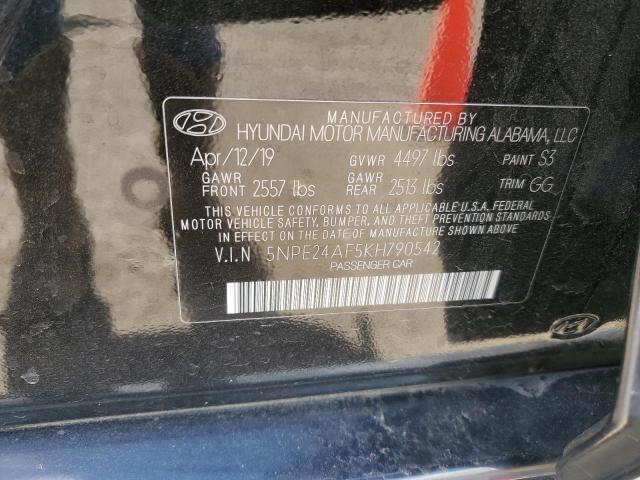 MANUFACTURED BY
HYUNDAI MOTOR MANUFACTURING ALABAMA, LLC
Apr/12/19 GVWR 4497 lbs PAINT S3
GAWR FRONT 2557 lbs GAWR REAR 2513 lbs TRIM GG
THIS VEHICLE CONFORMS TO ALL APPLICABLE U.S.A. FEDERAL
MOTOR VEHICLE SAFETY, BUMPER, AND THEFT PREVENTION STANDARDS
IN EFFECT ON THE DATE OF MANUFACTURE SHOWN ABOVE.
V.I.N 5NPE24AF5KH790542
PASSENGER CAR